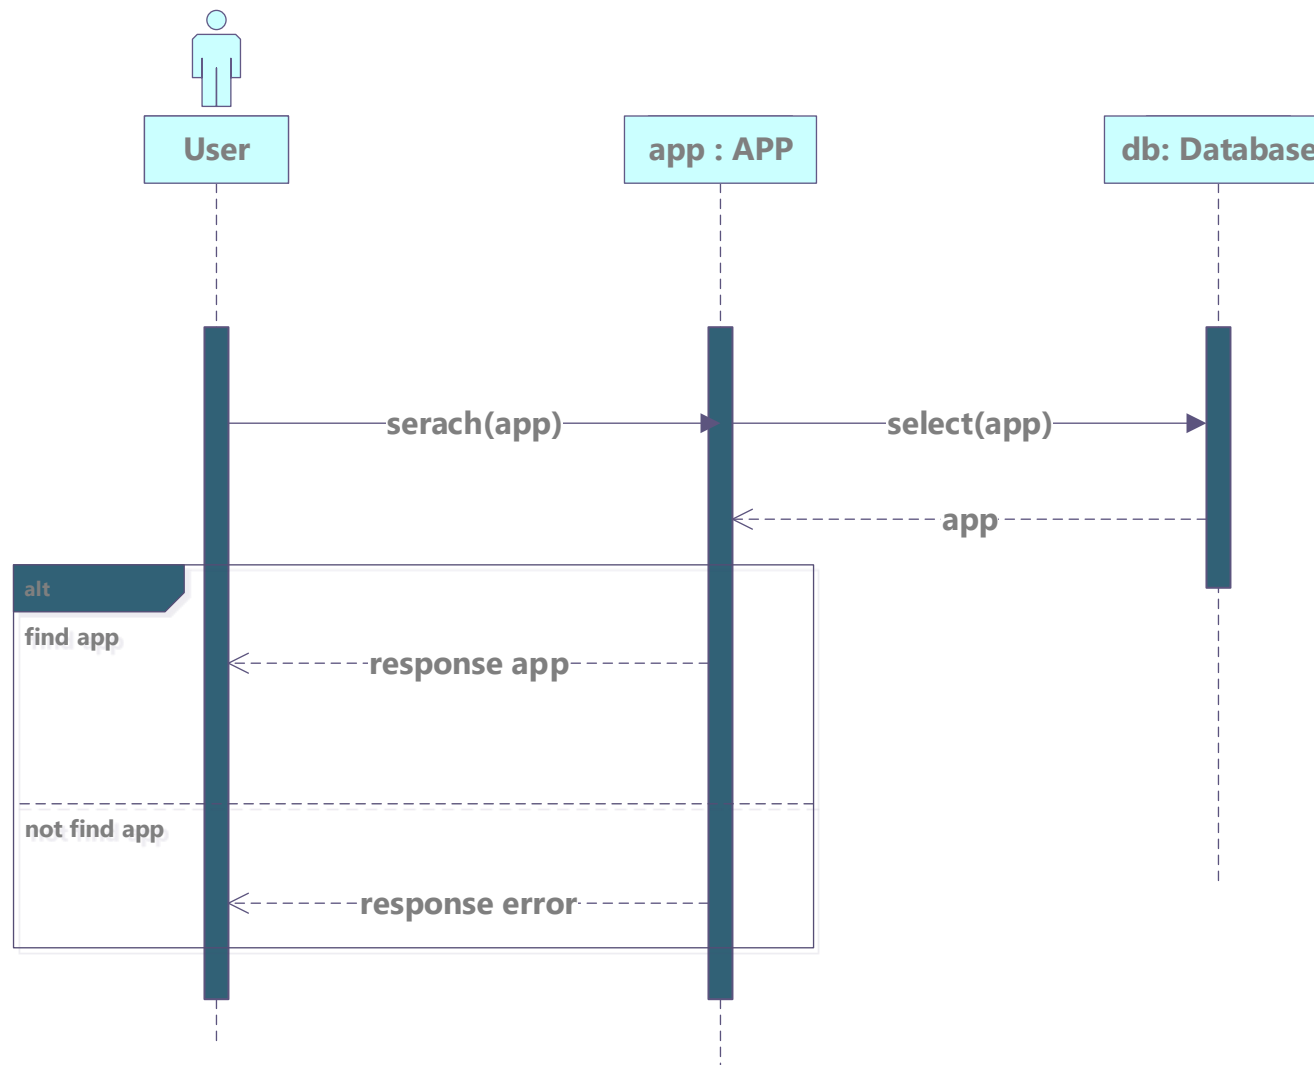 User
app : APP
db: Database
serach(app)
select(app)
app
alt
find app
response app
not find app
response error